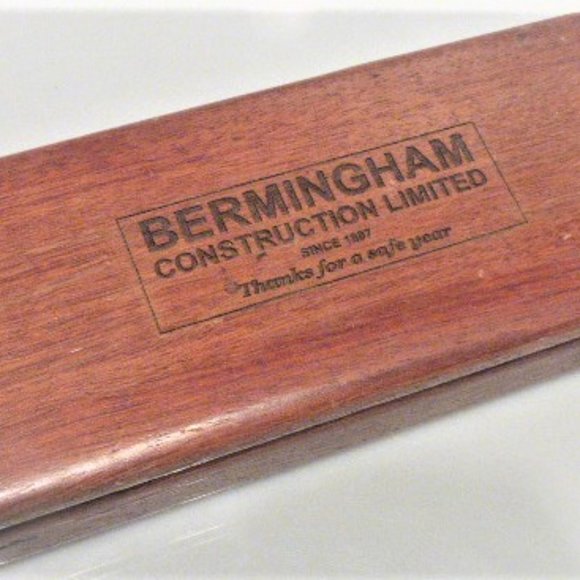 BERMINGHAM
CONSTRUCTION LIMITED
SINCE 1897
Thanks for a safe year